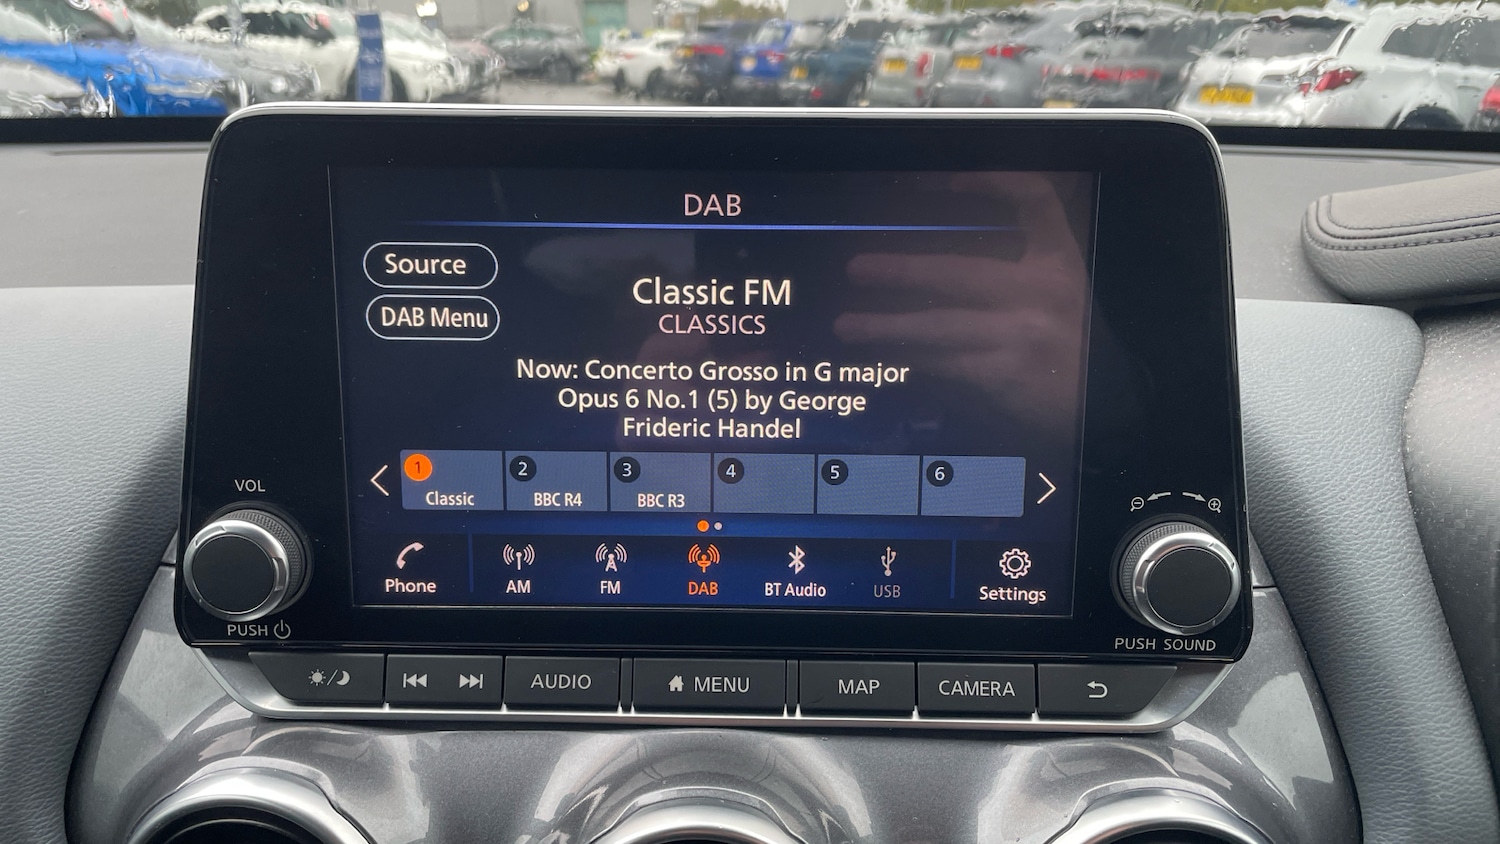 DAB
Source
Classic FM
CLASSICS
DAB Menu
Now: Concerto Grosso in G major
Opus 6 No.1 (5) by George
Frideric Handel
1 2 3 4 5 6
Classic BBC R4 BBC R3
Phone AM FM DAB BT Audio USB Settings
VOL
PUSH
PUSH SOUND
AUDIO MENU MAP CAMERA